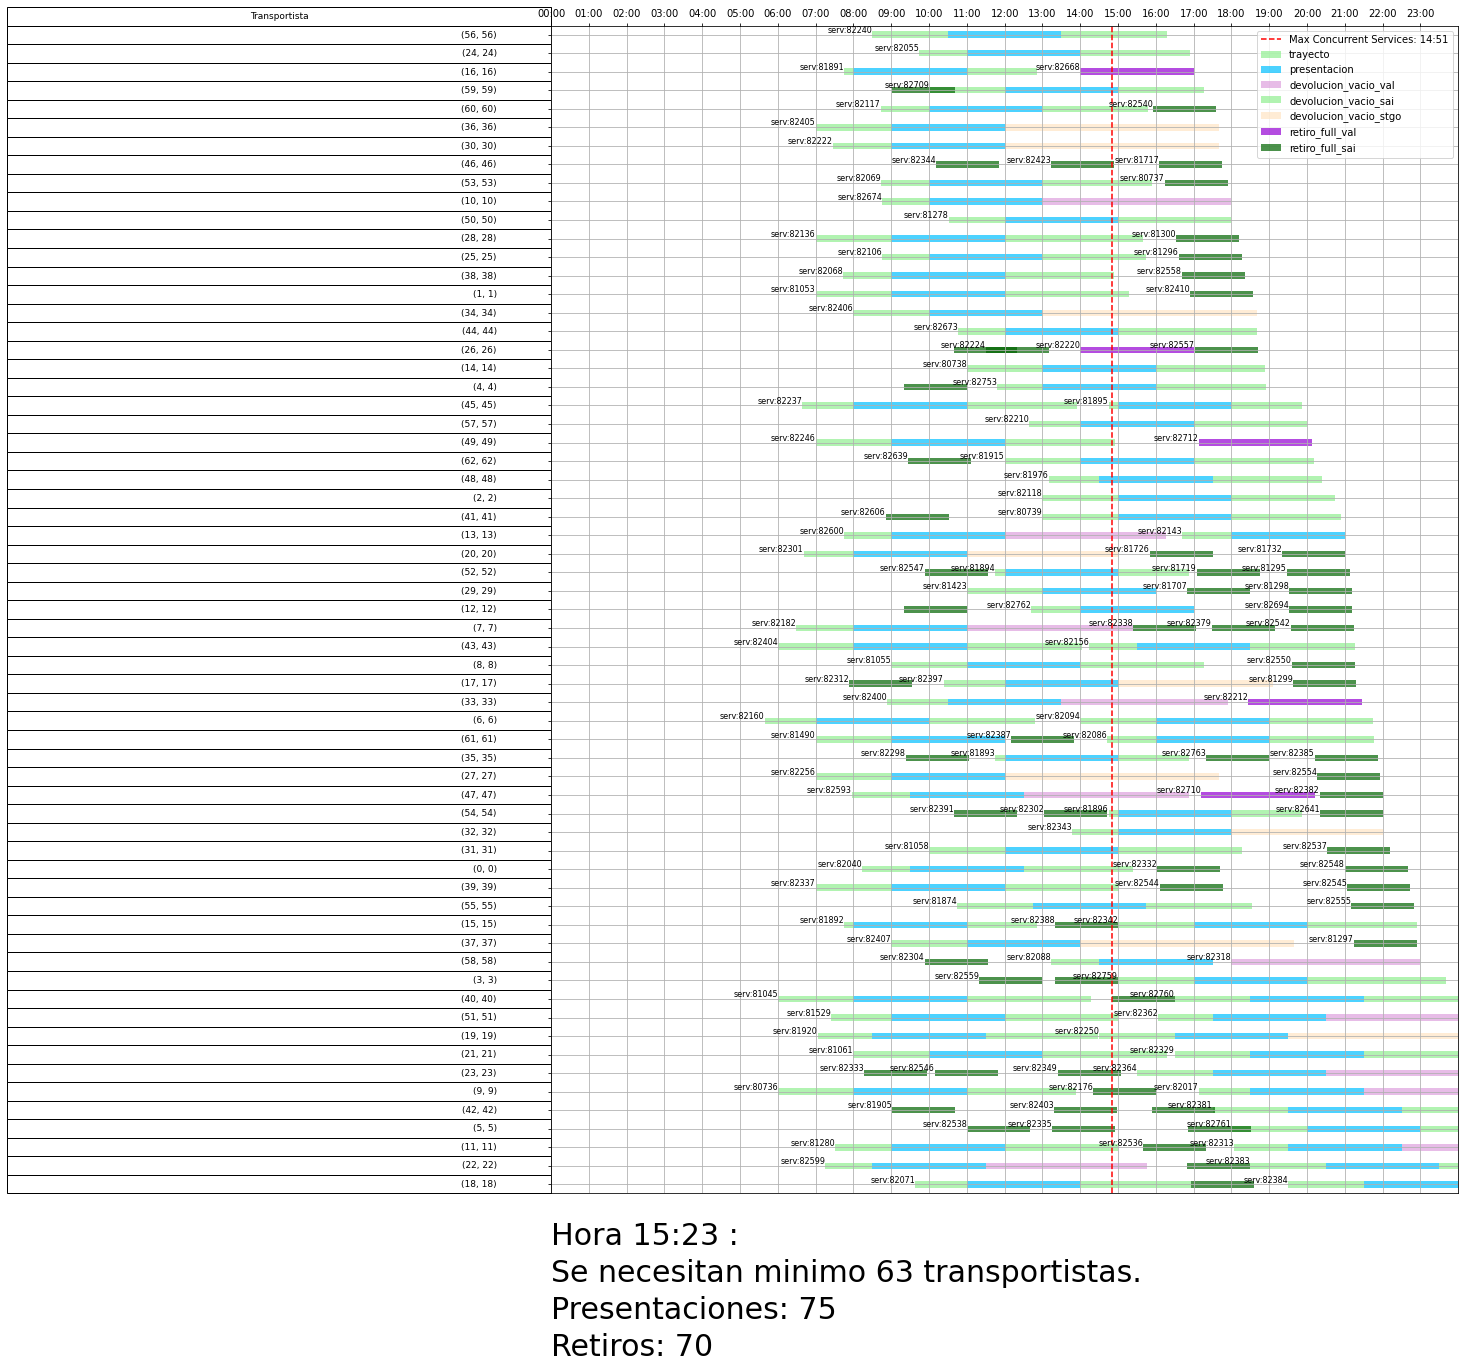 Transportista
00:00 01:00 02:00 03:00 04:00 05:00 06:00 07:00 08:00 09:00 10:00 11:00 12:00 13:00 14:00 15:00 16:00 17:00 18:00 19:00 20:00 21:00 22:00 23:00
Max Concurrent Services: 14:51
trayecto
presentacion
devolucion_vacio_val
devolucion_vacio_sai
devolucion_vacio_stgo
retiro_full_val
retiro_full_sai
(56, 56) serv:82240
(24, 24) serv:82055
(16, 16) serv:81891 serv:82668
(59, 59) serv:82709
(60, 60) serv:82117 serv:82540
(36, 36) serv:82405
(30, 30) serv:82222
(46, 46) serv:82344 serv:82423 serv:81717
(53, 53) serv:82069 serv:80737
(10, 10) serv:82674
(50, 50) serv:81278
(28, 28) serv:82136 serv:81300
(25, 25) serv:82106 serv:81296
(38, 38) serv:82068 serv:82558
(1, 1) serv:81053 serv:82410
(34, 34) serv:82406
(44, 44) serv:82673
(26, 26) serv:82224 serv:82220 serv:82557
(14, 14) serv:80738
(4, 4) serv:82753
(45, 45) serv:82237 serv:81895
(57, 57) serv:82210
(49, 49) serv:82246 serv:82712
(62, 62) serv:82639 serv:81915
(48, 48) serv:81976
(2, 2) serv:82118
(41, 41) serv:82606 serv:80739
(13, 13) serv:82600 serv:82143
(20, 20) serv:82301 serv:81726 serv:81732
(52, 52) serv:82547 serv:81894 serv:81719 serv:81295
(29, 29) serv:81423 serv:81707 serv:81298
(12, 12) serv:82762 serv:82694
(7, 7) serv:82182 serv:82338 serv:82379 serv:82542
(43, 43) serv:82404 serv:82156
(8, 8) serv:81055 serv:82550
(17, 17) serv:82312 serv:82397 serv:81299
(33, 33) serv:82400 serv:82212
(6, 6) serv:82160 serv:82094
(61, 61) serv:81490 serv:82387 serv:82086
(35, 35) serv:82298 serv:81893 serv:82763 serv:82385
(27, 27) serv:82256 serv:82554
(47, 47) serv:82593 serv:82710 serv:82382
(54, 54) serv:82391 serv:82302 serv:81896 serv:82641
(32, 32) serv:82343
(31, 31) serv:81058 serv:82537
(0, 0) serv:82040 serv:82332 serv:82548
(39, 39) serv:82337 serv:82544 serv:82545
(55, 55) serv:81874 serv:82555
(15, 15) serv:81892 serv:82388 serv:82342
(37, 37) serv:82407 serv:81297
(58, 58) serv:82304 serv:82088 serv:82318
(3, 3) serv:82559 serv:82759
(40, 40) serv:81045 serv:82760
(51, 51) serv:81529 serv:82362
(19, 19) serv:81920 serv:82250
(21, 21) serv:81061 serv:82329
(23, 23) serv:82333 serv:82546 serv:82349 serv:82364
(9, 9) serv:80736 serv:82176 serv:82017
(42, 42) serv:81905 serv:82403 serv:82381
(5, 5) serv:82538 serv:82335 serv:82761
(11, 11) serv:81280 serv:82536 serv:82313
(22, 22) serv:82599 serv:82383
(18, 18) serv:82071 serv:82384
Hora 15:23 :
Se necesitan minimo 63 transportistas.
Presentaciones: 75
Retiros: 70